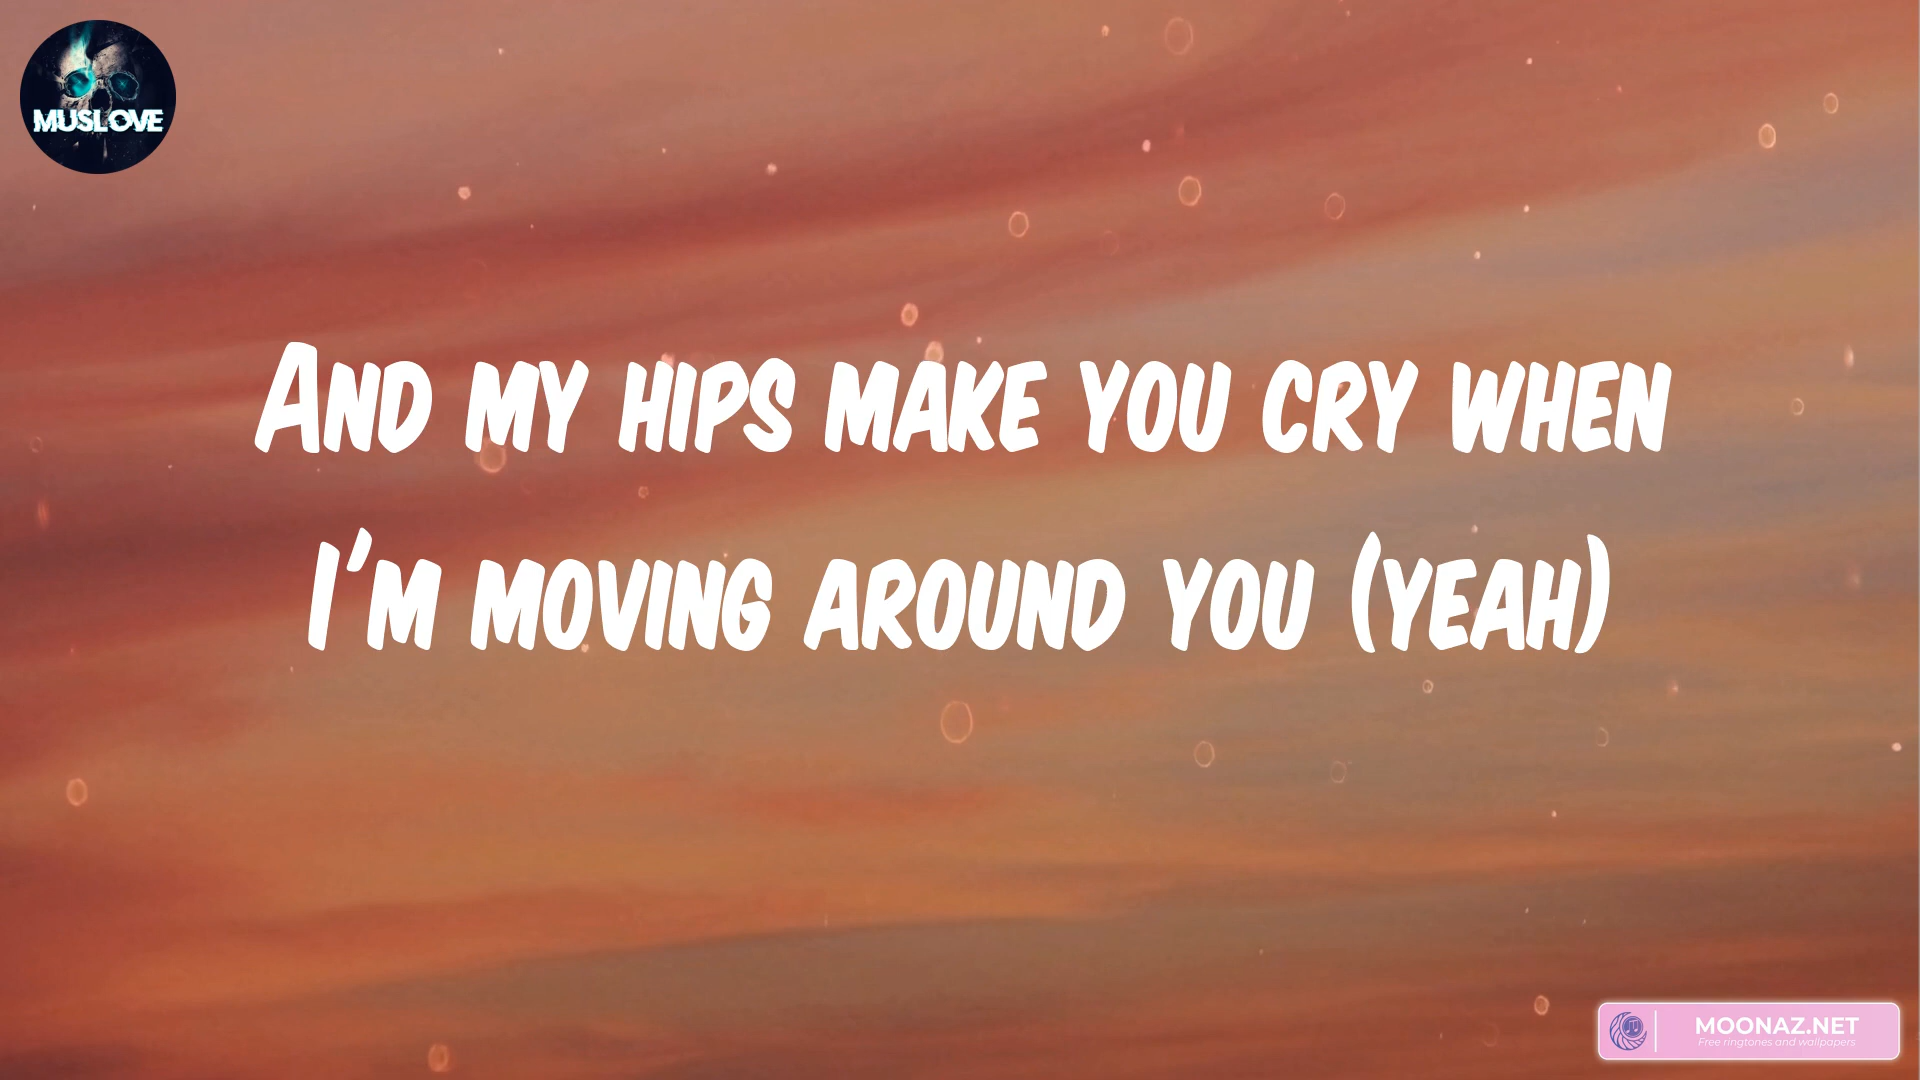 MUSLOVE
And my hips make you cry when
I'm moving around you (yeah)
MOONAZ.NET
Free ringtones and wallpapers